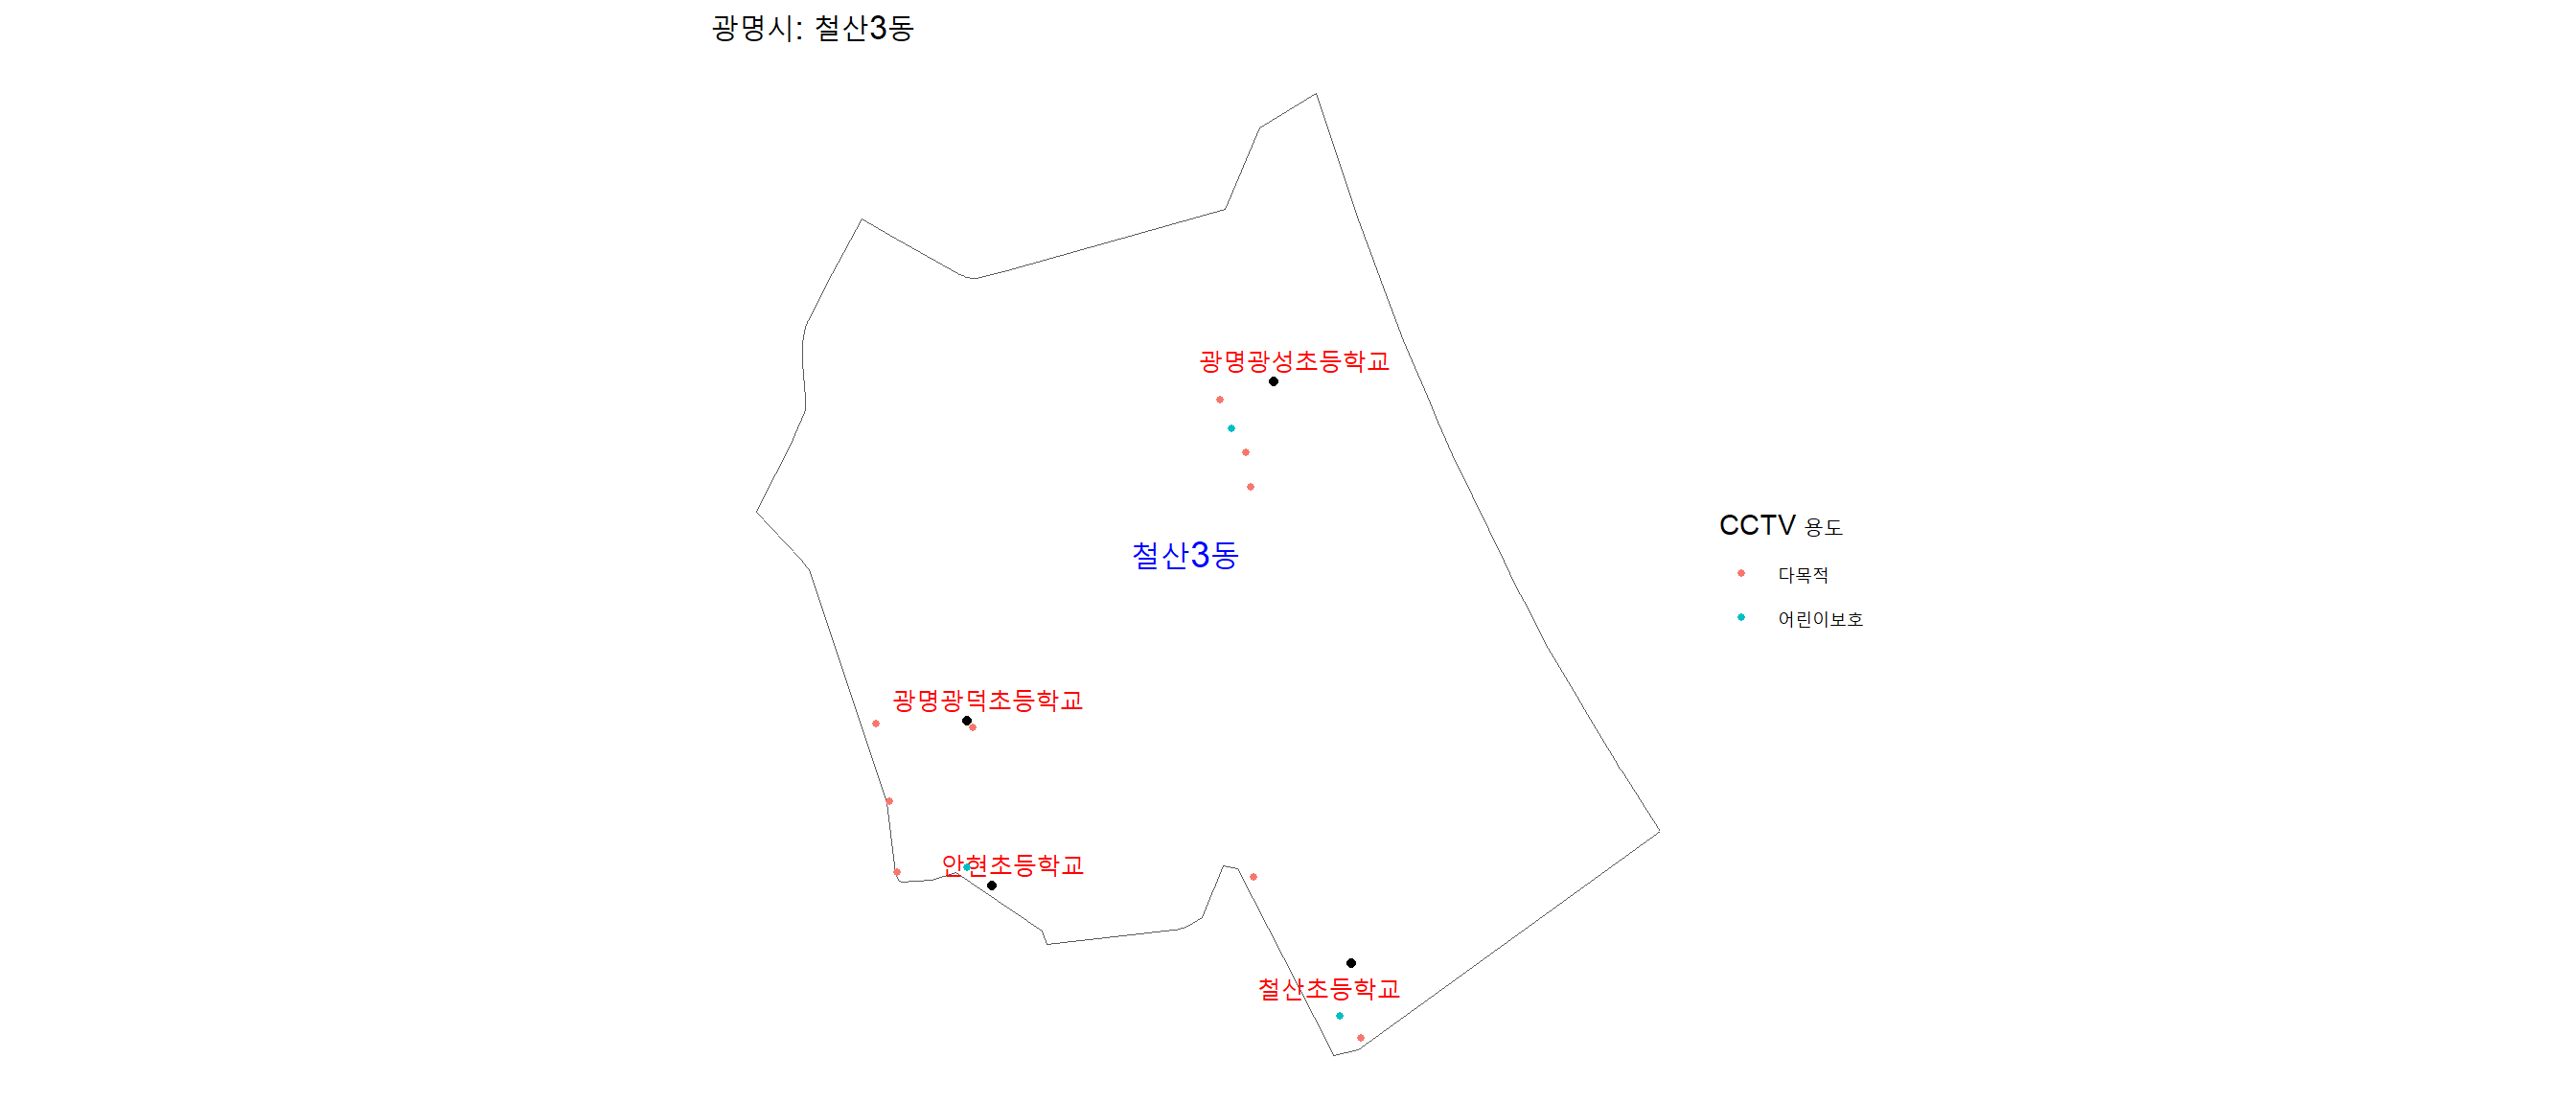 광명시: 철산3동
광명광성초등학교
철산3동
CCTV 용도
다목적
어린이보호
광명광덕초등학교
안현초등학교
철산초등학교